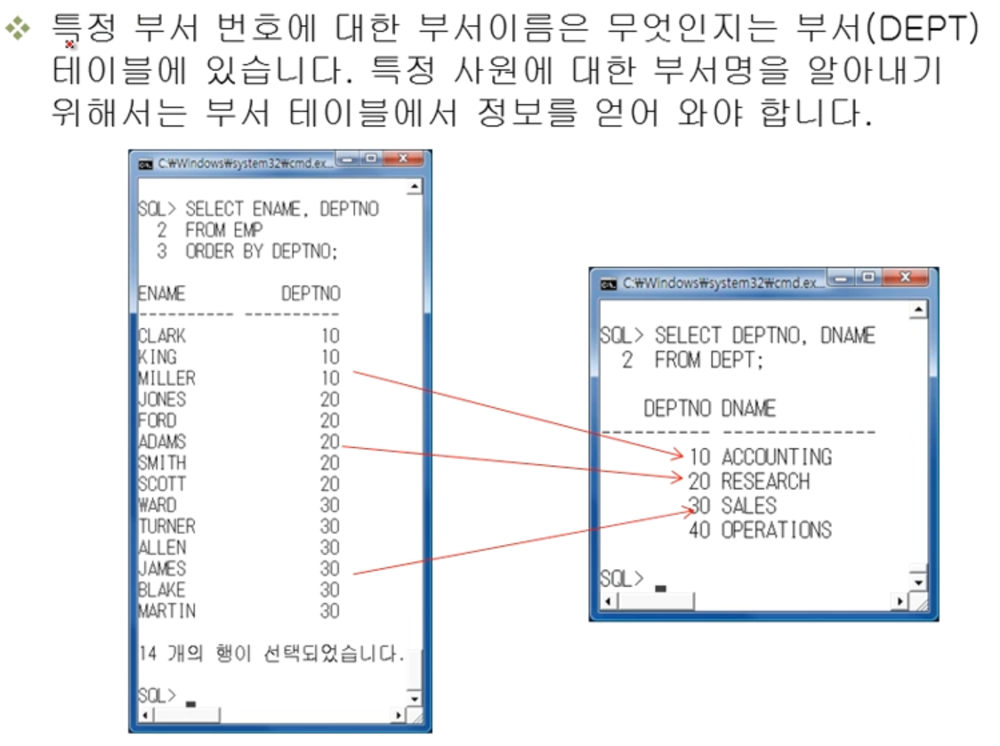 특정 부서 번호에 대한 부서이름은 무엇인지는 부서(DEPT)
테이블에 있습니다. 특정 사원에 대한 부서명을 알아내기
위해서는 부서 테이블에서 정보를 얻어 와야 합니다.
C:₩Windows₩system32₩cmd.ex...
SQL> SELECT ENAME, DEPTNO
2 FROM EMP
3 ORDER BY DEPTNO;
ENAME DEPTNO
---------- ----------
CLARK 10
KING 10
MILLER 10
JONES 20
FORD 20
ADAMS 20
SMITH 20
SCOTT 20
WARD 30
TURNER 30
ALLEN 30
JAMES 30
BLAKE 30
MARTIN 30
14 개의 행이 선택되었습니다.
SQL>
C:₩Windows₩system32₩cmd.ex...
SQL> SELECT DEPTNO, DNAME
2 FROM DEPT;
DEPTNO DNAME
---------- --------------
10 ACCOUNTING
20 RESEARCH
30 SALES
40 OPERATIONS
SQL>